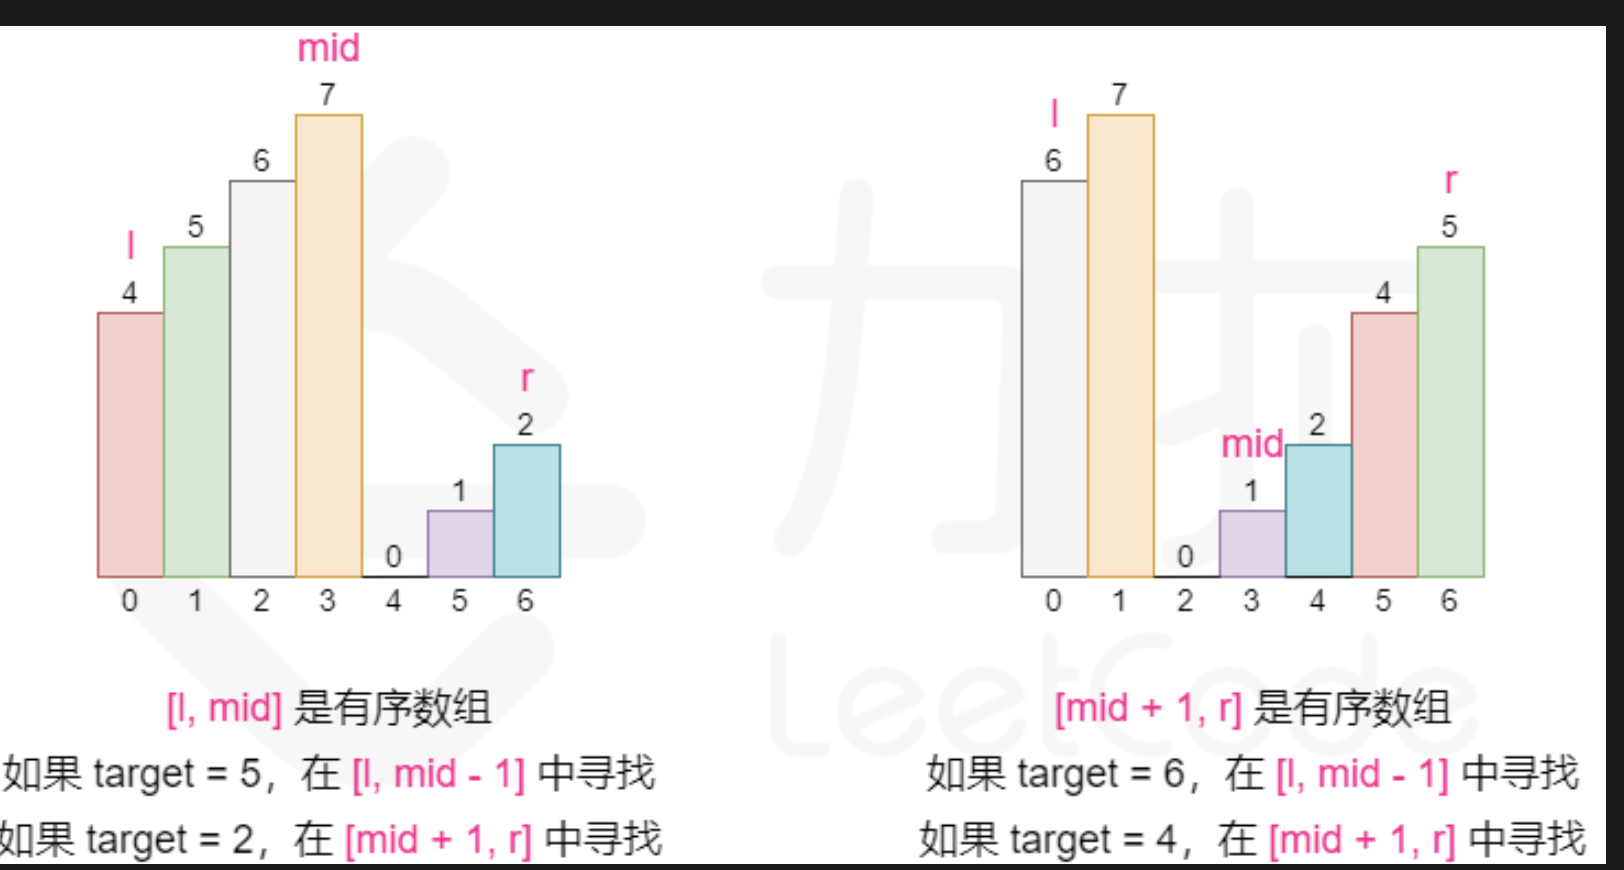 mid
7
6
5
l
4
r
2
1
0
0 1 2 3 4 5 6
[l, mid] 是有序数组
如果 target = 5，在 [l, mid - 1] 中寻找
如果 target = 2，在 [mid + 1, r] 中寻找
7
l
6
r
5
4
2
mid
1
0
0 1 2 3 4 5 6
[mid + 1, r] 是有序数组
如果 target = 6，在 [l, mid - 1] 中寻找
如果 target = 4，在 [mid + 1, r] 中寻找
力扣
LeetCode